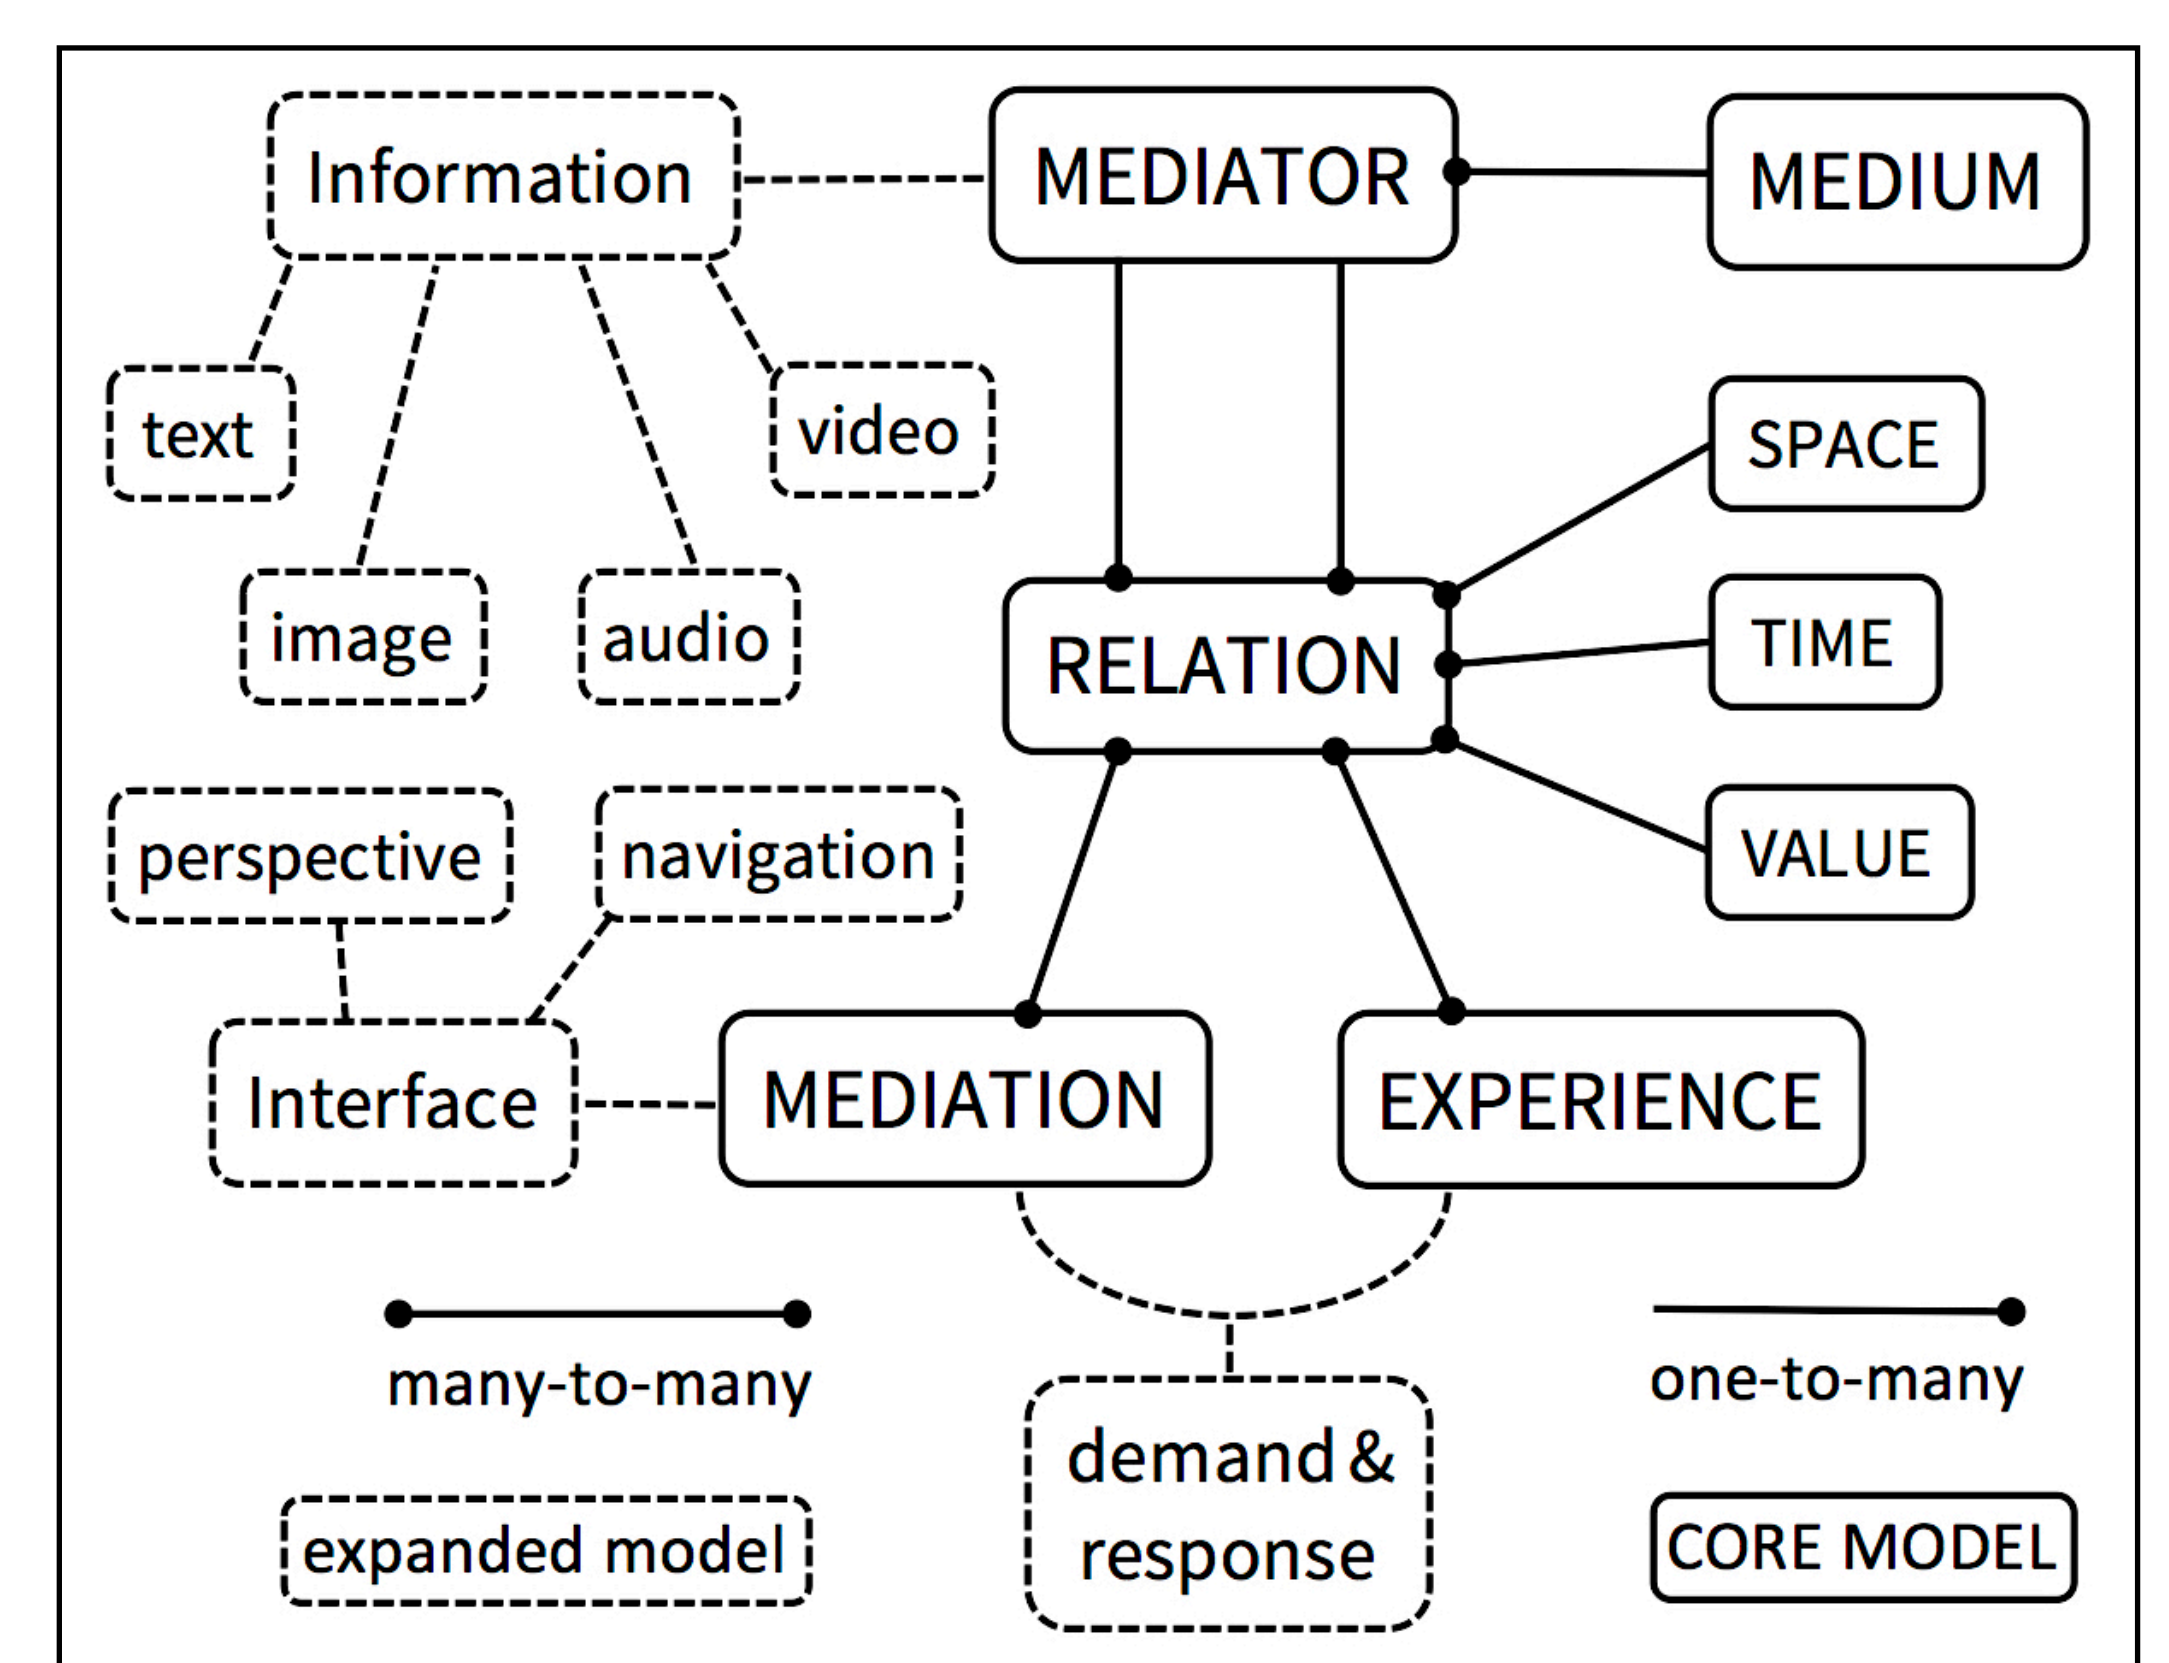 Information
MEDIATOR
MEDIUM
text
video
SPACE
image
audio
RELATION
TIME
perspective
navigation
VALUE
Interface
MEDIATION
EXPERIENCE
many-to-many
one-to-many
demand &
response
expanded model
CORE MODEL